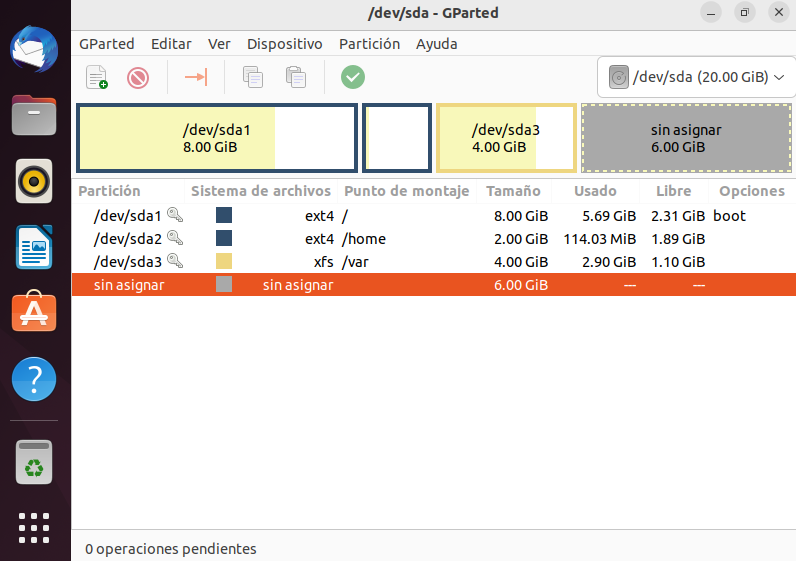 /dev/sda - GParted
GParted Editar Ver Dispositivo Partición Ayuda
/dev/sda (20.00 GiB)
/dev/sda1
8.00 GiB
/dev/sda3
4.00 GiB
sin asignar
6.00 GiB
Partición Sistema de archivos Punto de montaje Tamaño Usado Libre Opciones
/dev/sda1 ext4 / 8.00 GiB 5.69 GiB 2.31 GiB boot
/dev/sda2 ext4 /home 2.00 GiB 114.03 MiB 1.89 GiB
/dev/sda3 xfs /var 4.00 GiB 2.90 GiB 1.10 GiB
sin asignar sin asignar 6.00 GiB --- ---
0 operaciones pendientes